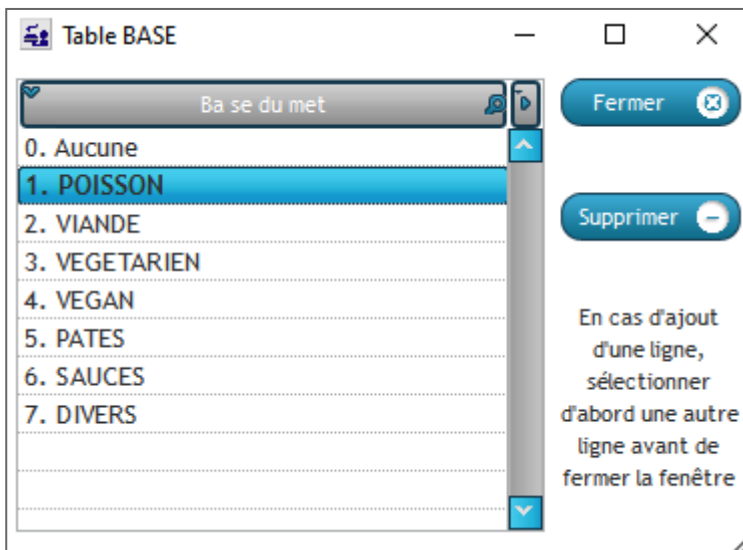 Table BASE
Ba se du met
Fermer
0. Aucune
1. POISSON
2. VIANDE
Supprimer
3. VEGETARIEN
4. VEGAN
5. PATES
6. SAUCES
7. DIVERS
En cas d'ajout
d'une ligne,
sélectionner
d'abord une autre
ligne avant de
fermer la fenêtre